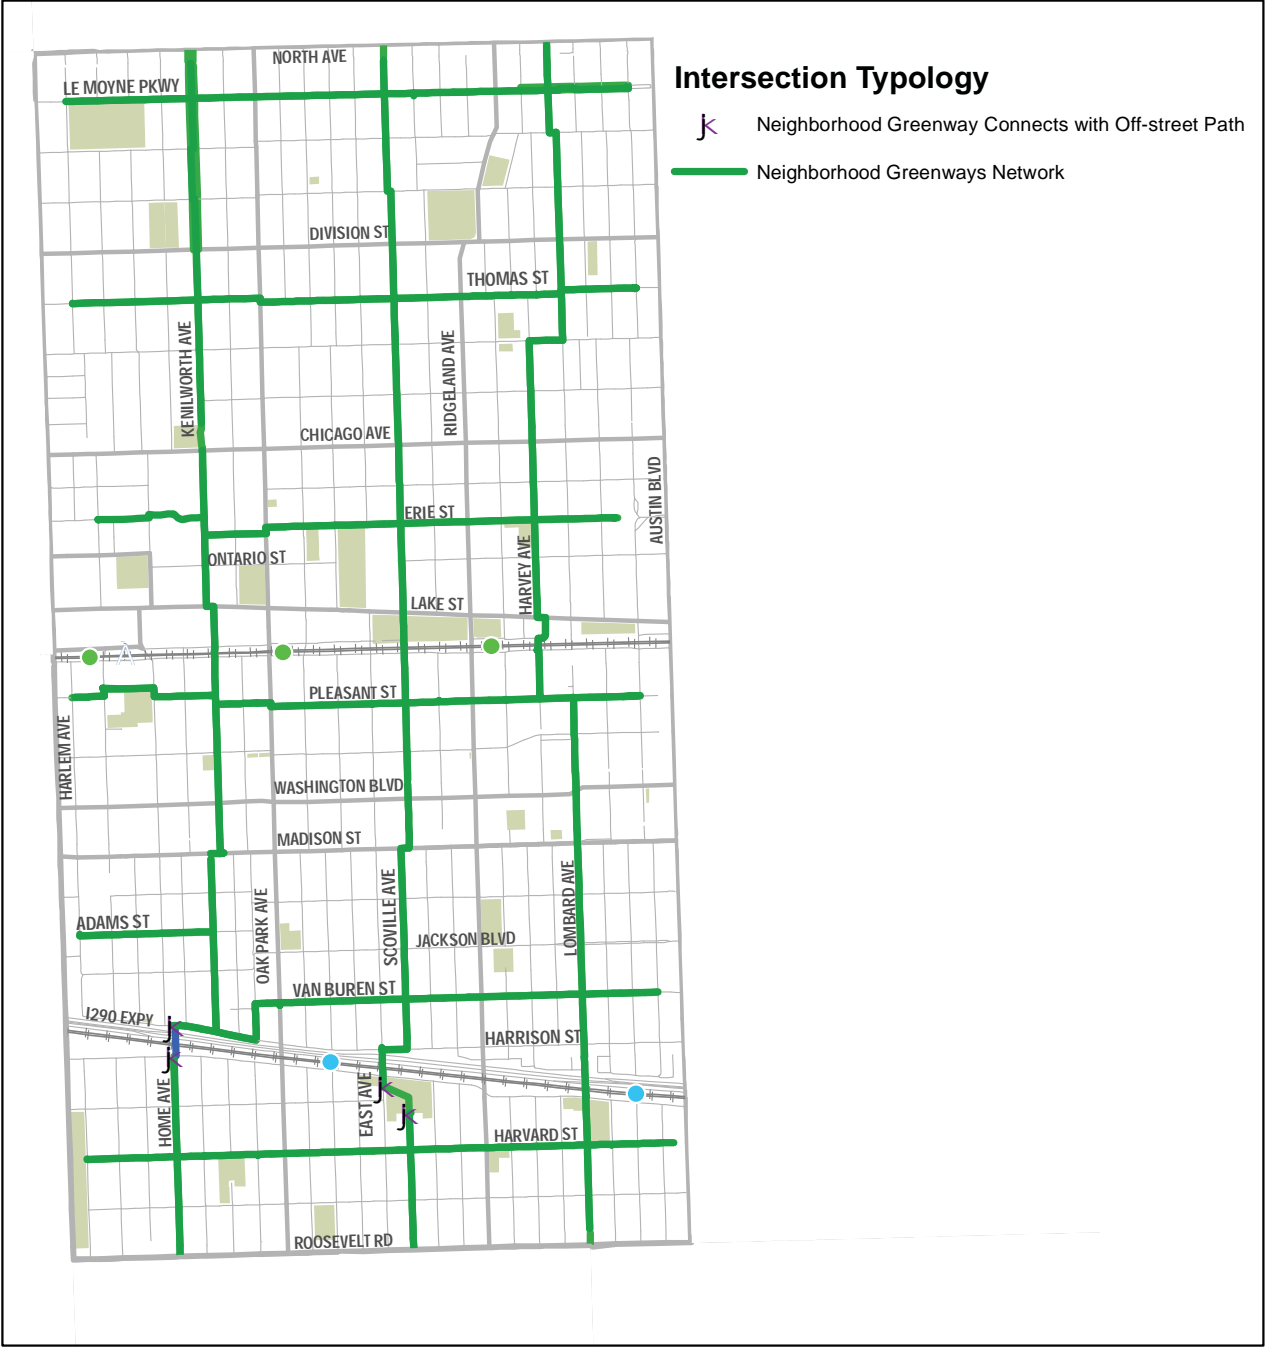 NORTH AVE
Intersection Typology
LE MOYNE PKWY
Neighborhood Greenway Connects with Off-street Path
Neighborhood Greenways Network
DIVISION ST
THOMAS ST
KENILWORTH AVE
RIDGELAND AVE
CHICAGO AVE
AUSTIN BLVD
ERIE ST
HARVEY AVE
ONTARIO ST
LAKE ST
PLEASANT ST
HARLEM AVE
WASHINGTON BLVD
MADISON ST
LOMBARD AVE
SCOVILLE AVE
OAK PARK AVE
ADAMS ST
JACKSON BLVD
VAN BUREN ST
I290 EXPY
HARRISON ST
EAST AVE
HOME AVE
HARVARD ST
ROOSEVELT RD